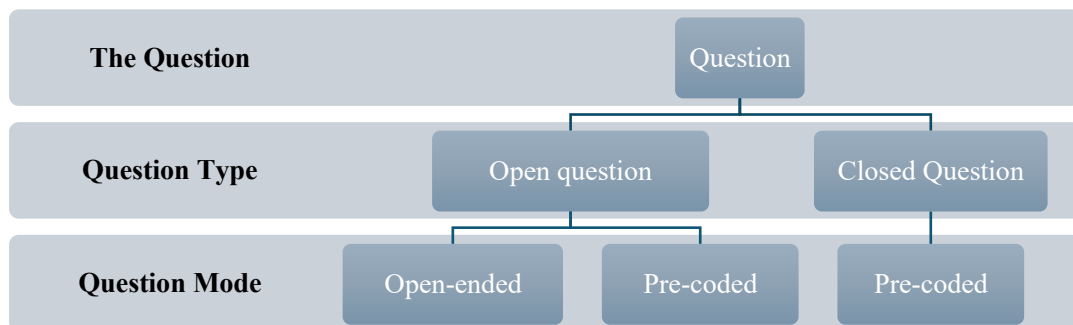 The Question
Question
Question Type
Open question
Closed Question
Question Mode
Open-ended
Pre-coded
Pre-coded